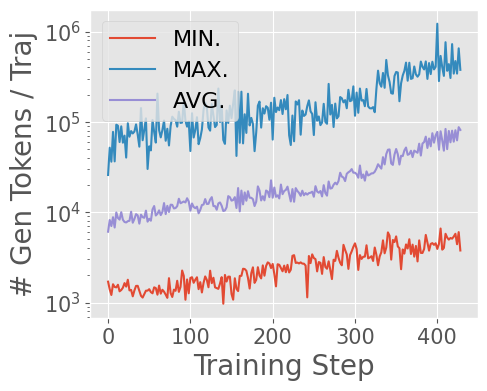 # Gen Tokens / Traj
10^6
10^5
10^4
10^3
MIN.
MAX.
AVG.
0 100 200 300 400
Training Step